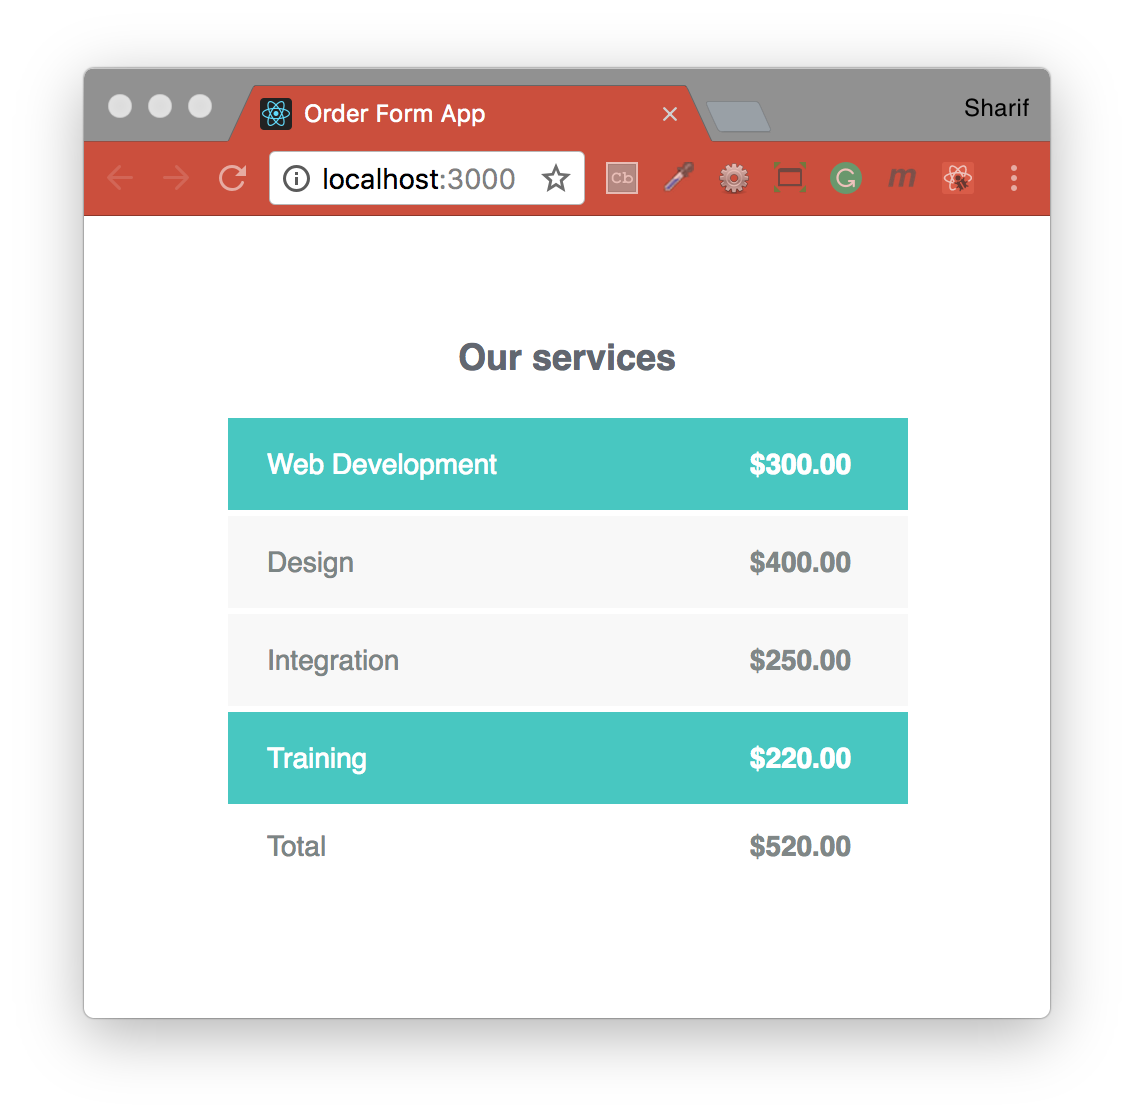 Order Form App
Sharif
localhost:3000
Cb
G
m
Our services
Web Development $300.00
Design $400.00
Integration $250.00
Training $220.00
Total $520.00